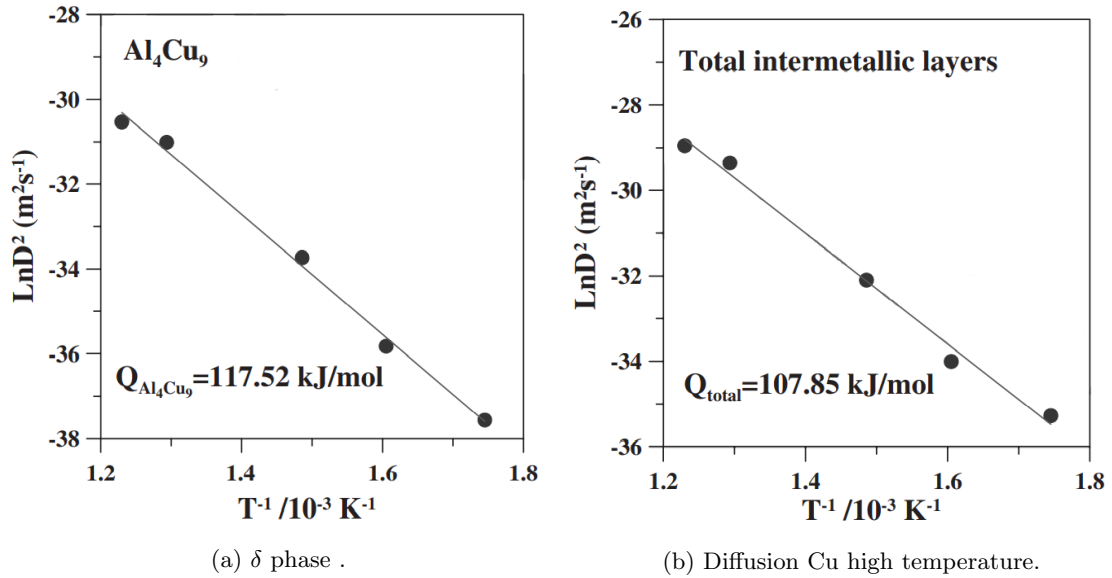 -28
-30
-32
-34
-36
-38
LnD² (m²s⁻¹)
Al₄Cu₉
Q_Al₄Cu₉=117.52 kJ/mol
1.2 1.4 1.6 1.8
T⁻¹ /10⁻³ K⁻¹
(a) δ phase .
-26
-28
-30
-32
-34
-36
LnD² (m²s⁻¹)
Total intermetallic layers
Q_total=107.85 kJ/mol
1.2 1.4 1.6 1.8
T⁻¹ /10⁻³ K⁻¹
(b) Diffusion Cu high temperature.